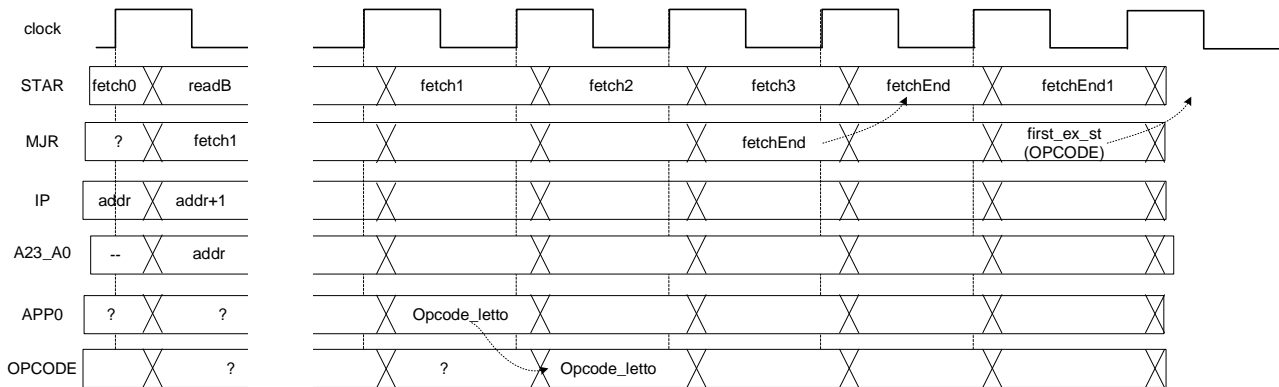 clock
STAR fetch0 readB fetch1 fetch2 fetch3 fetchEnd fetchEnd1
MJR ? fetch1 fetchEnd first_ex_st
(OPCODE)
IP addr addr+1
A23_A0 -- addr
APP0 ? ? Opcode_letto
OPCODE ? ? Opcode_letto